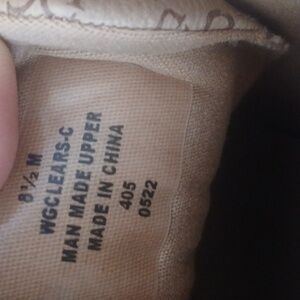 8½ M
WGCLEARS-C
MAN MADE UPPER
MADE IN CHINA
405
0522